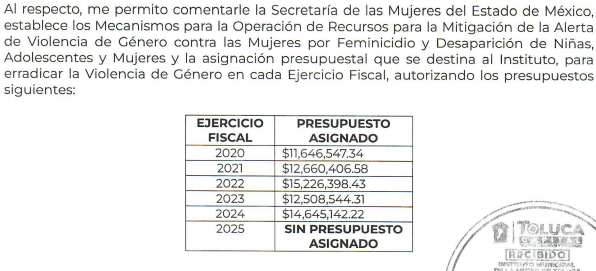 Al respecto, me permito comentarle la Secretaría de las Mujeres del Estado de México,
establece los Mecanismos para la Operación de Recursos para la Mitigación de la Alerta
de Violencia de Género contra las Mujeres por Feminicidio y Desaparición de Niñas,
Adolescentes y Mujeres y la asignación presupuestal que se destina al Instituto, para
erradicar la Violencia de Género en cada Ejercicio Fiscal, autorizando los presupuestos
siguientes:
EJERCICIO FISCAL PRESUPUESTO ASIGNADO
2020 $11,646,547.34
2021 $12,660,406.58
2022 $15,226,398.43
2023 $12,508,544.31
2024 $14,645,142.22
2025 SIN PRESUPUESTO ASIGNADO
TOLUCA
RECIBIDO
INSTITUTO MUNICIPAL